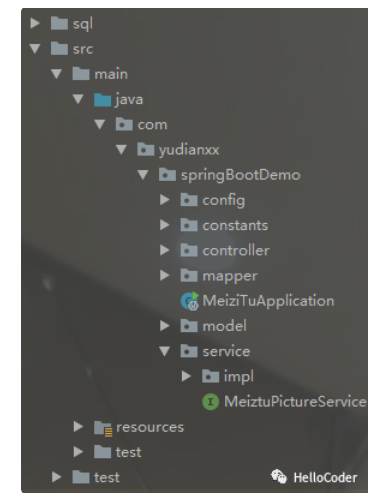 sql
src
main
java
com
yudianxx
springBootDemo
config
constants
controller
mapper
MeiziTuApplication
model
service
impl
MeiztuPictureService
resources
test
test
HelloCoder